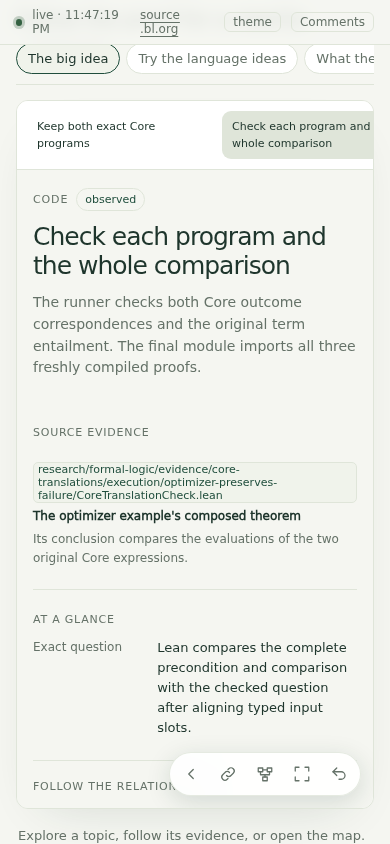 live · 11:47:19 PM
source
.bl.org
theme
Comments
The big idea
Try the language ideas
What the
Keep both exact Core
programs
Check each program and
whole comparison
CODE
observed
Check each program and
the whole comparison
The runner checks both Core outcome
correspondences and the original term
entailment. The final module imports all three
freshly compiled proofs.
SOURCE EVIDENCE
research/formal-logic/evidence/core-
translations/execution/optimizer-preserves-
failure/CoreTranslationCheck.lean
The optimizer example's composed theorem
Its conclusion compares the evaluations of the two
original Core expressions.
AT A GLANCE
Exact question
Lean compares the complete
precondition and comparison
with the checked question
after aligning typed input
slots.
FOLLOW THE RELATION
Explore a topic, follow its evidence, or open the map.